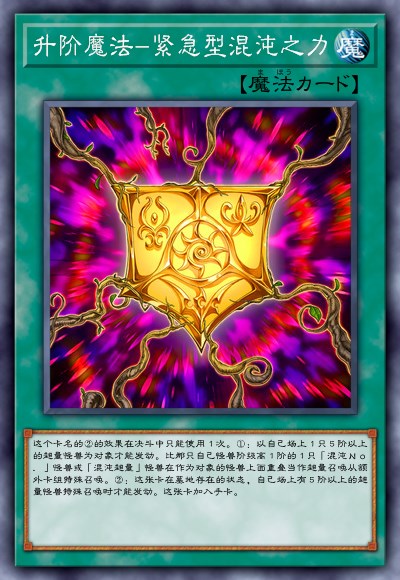 升阶魔法-紧急型混沌之力 魔
【魔法カード】
这个卡名的②的效果在决斗中只能使用1次。①：以自己场上1只5阶以上
的超量怪兽为对象才能发动。比那只自己怪兽阶级高1阶的1只「混沌No
.」怪兽或「混沌超量」怪兽在作为对象的怪兽上面重叠当作超量召唤从额
外卡组特殊召唤。②：这张卡在墓地存在的状态，自己场上有5阶以上的超
量怪兽特殊召唤时才能发动。这张卡加入手卡。